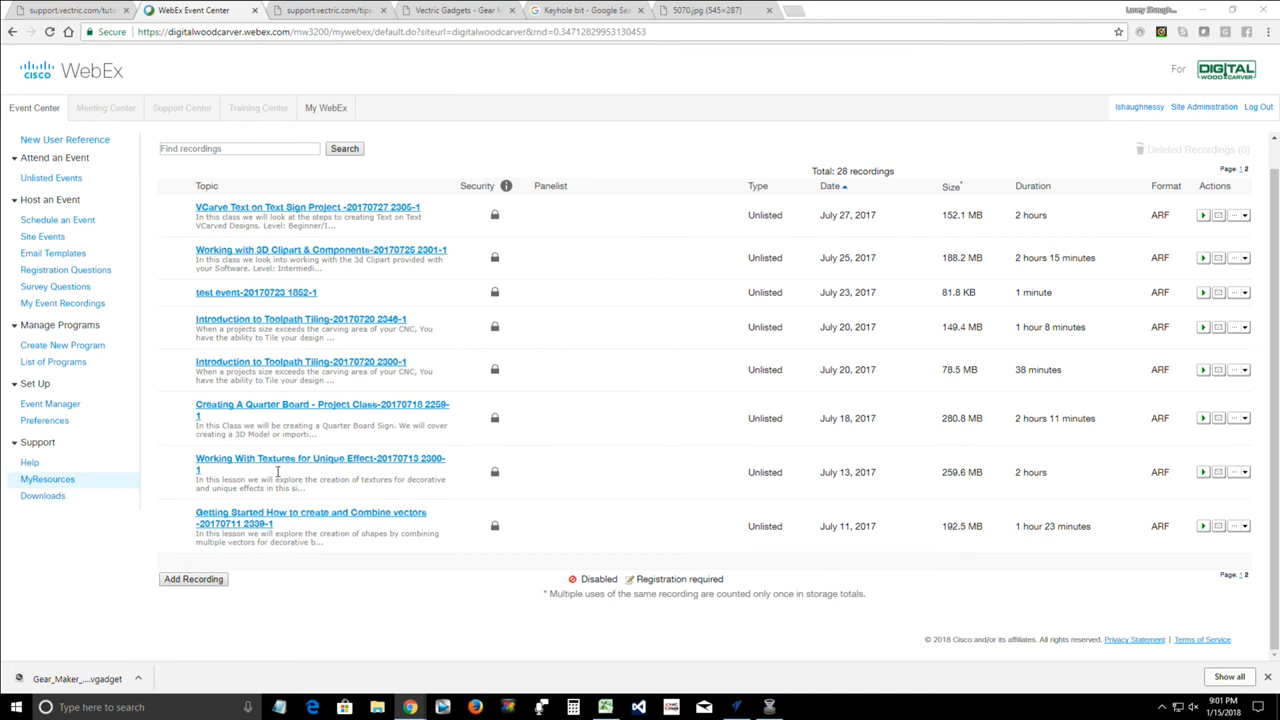 support.vectric.com/tuto
WebEx Event Center
support.vectric.com/tips
Vectric Gadgets - Gear M
Keyhole bit - Google Se
5070.jpg (545×287)
Secure
https://digitalwoodcarver.webex.com/mw3200/mywebex/default.do?siteurl=digitalwoodcarver&rnd=0.34712829953130453
CISCO WebEx
For
DIGITAL
WOOD CARVER
Event Center
Meeting Center
Support Center
Training Center
My WebEx
lshaughnessy
Site Administration
Log Out
New User Reference
Attend an Event
Unlisted Events
Host an Event
Schedule an Event
Site Events
Email Templates
Registration Questions
Survey Questions
My Event Recordings
Manage Programs
Create New Program
List of Programs
Set Up
Event Manager
Preferences
Support
Help
MyResources
Downloads
Find recordings
Search
Deleted Recordings (0)
Total: 28 recordings
Page: 1 2
Topic Security Panelist Type Date Size* Duration Format Actions
VCarve Text on Text Sign Project -20170727 2305-1
In this class we will look at the steps to creating Text on Text
VCarved Designs. Level: Beginner/I...
Unlisted July 27, 2017 152.1 MB 2 hours ARF
Working with 3D Clipart & Components-20170725 2301-1
In this class we look into working with the 3d Clipart provided with
your Software. Level: Intermedi...
Unlisted July 25, 2017 188.2 MB 2 hours 15 minutes ARF
test event-20170723 1852-1
Unlisted July 23, 2017 81.8 KB 1 minute ARF
Introduction to Toolpath Tiling-20170720 2346-1
When a projects size exceeds the carving area of your CNC, You
have the ability to Tile your design ...
Unlisted July 20, 2017 149.4 MB 1 hour 8 minutes ARF
Introduction to Toolpath Tiling-20170720 2300-1
When a projects size exceeds the carving area of your CNC, You
have the ability to Tile your design ...
Unlisted July 20, 2017 78.5 MB 38 minutes ARF
Creating A Quarter Board - Project Class-20170718 2259-
1
In this Class we will be creating a Quarter Board Sign. We will cover
creating a 3D Model or importi...
Unlisted July 18, 2017 280.8 MB 2 hours 11 minutes ARF
Working With Textures for Unique Effect-20170713 2300-
1
In this lesson we will explore the creation of textures for decorative
and unique effects in this si...
Unlisted July 13, 2017 259.6 MB 2 hours ARF
Getting Started How to create and Combine vectors
-20170711 2339-1
In this lesson we will explore the creation of shapes by combining
multiple vectors for decorative b...
Unlisted July 11, 2017 192.5 MB 1 hour 23 minutes ARF
Add Recording
Disabled
Registration required
Page: 1 2
* Multiple uses of the same recording are counted only once in storage totals.
© 2018 Cisco and/or its affiliates. All rights reserved. Privacy Statement | Terms of Service
Gear_Maker_....vgadget
Show all
Type here to search
9:01 PM
1/15/2018